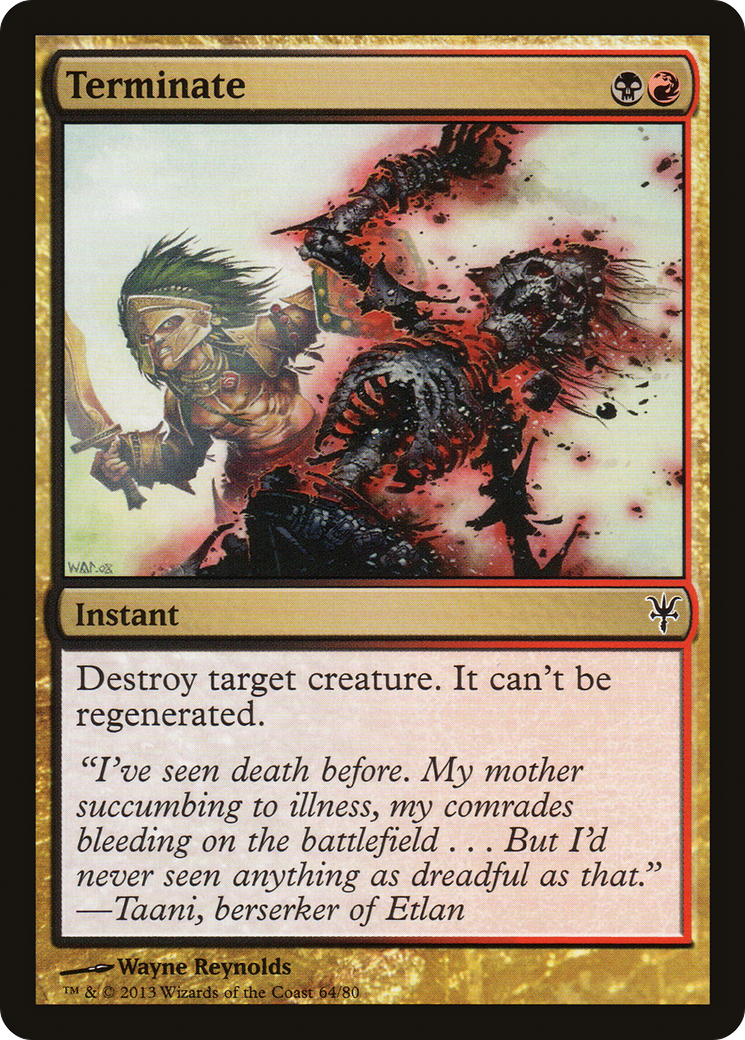 Terminate
WAR.08
Instant
Destroy target creature. It can't be
regenerated.
“I've seen death before. My mother
succumbing to illness, my comrades
bleeding on the battlefield . . . But I'd
never seen anything as dreadful as that.”
—Taani, berserker of Etlan
Wayne Reynolds
™ & © 2013 Wizards of the Coast 64/80